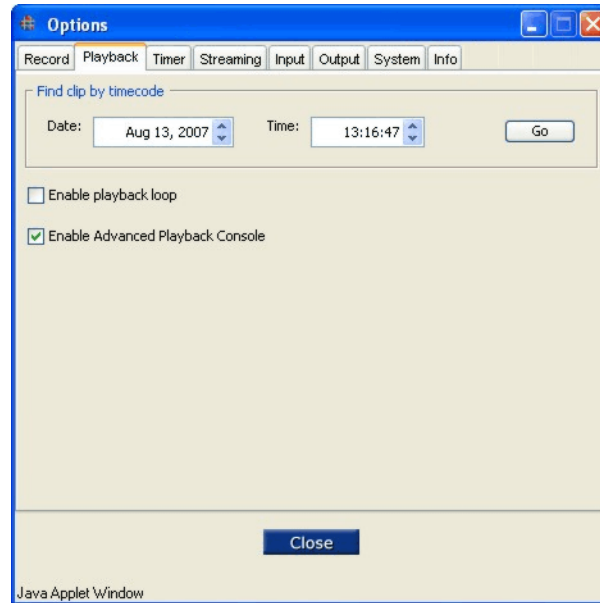 Options
Record Playback Timer Streaming Input Output System Info
Find clip by timecode
Date: Aug 13, 2007 Time: 13:16:47 Go
Enable playback loop
Enable Advanced Playback Console
Close
Java Applet Window